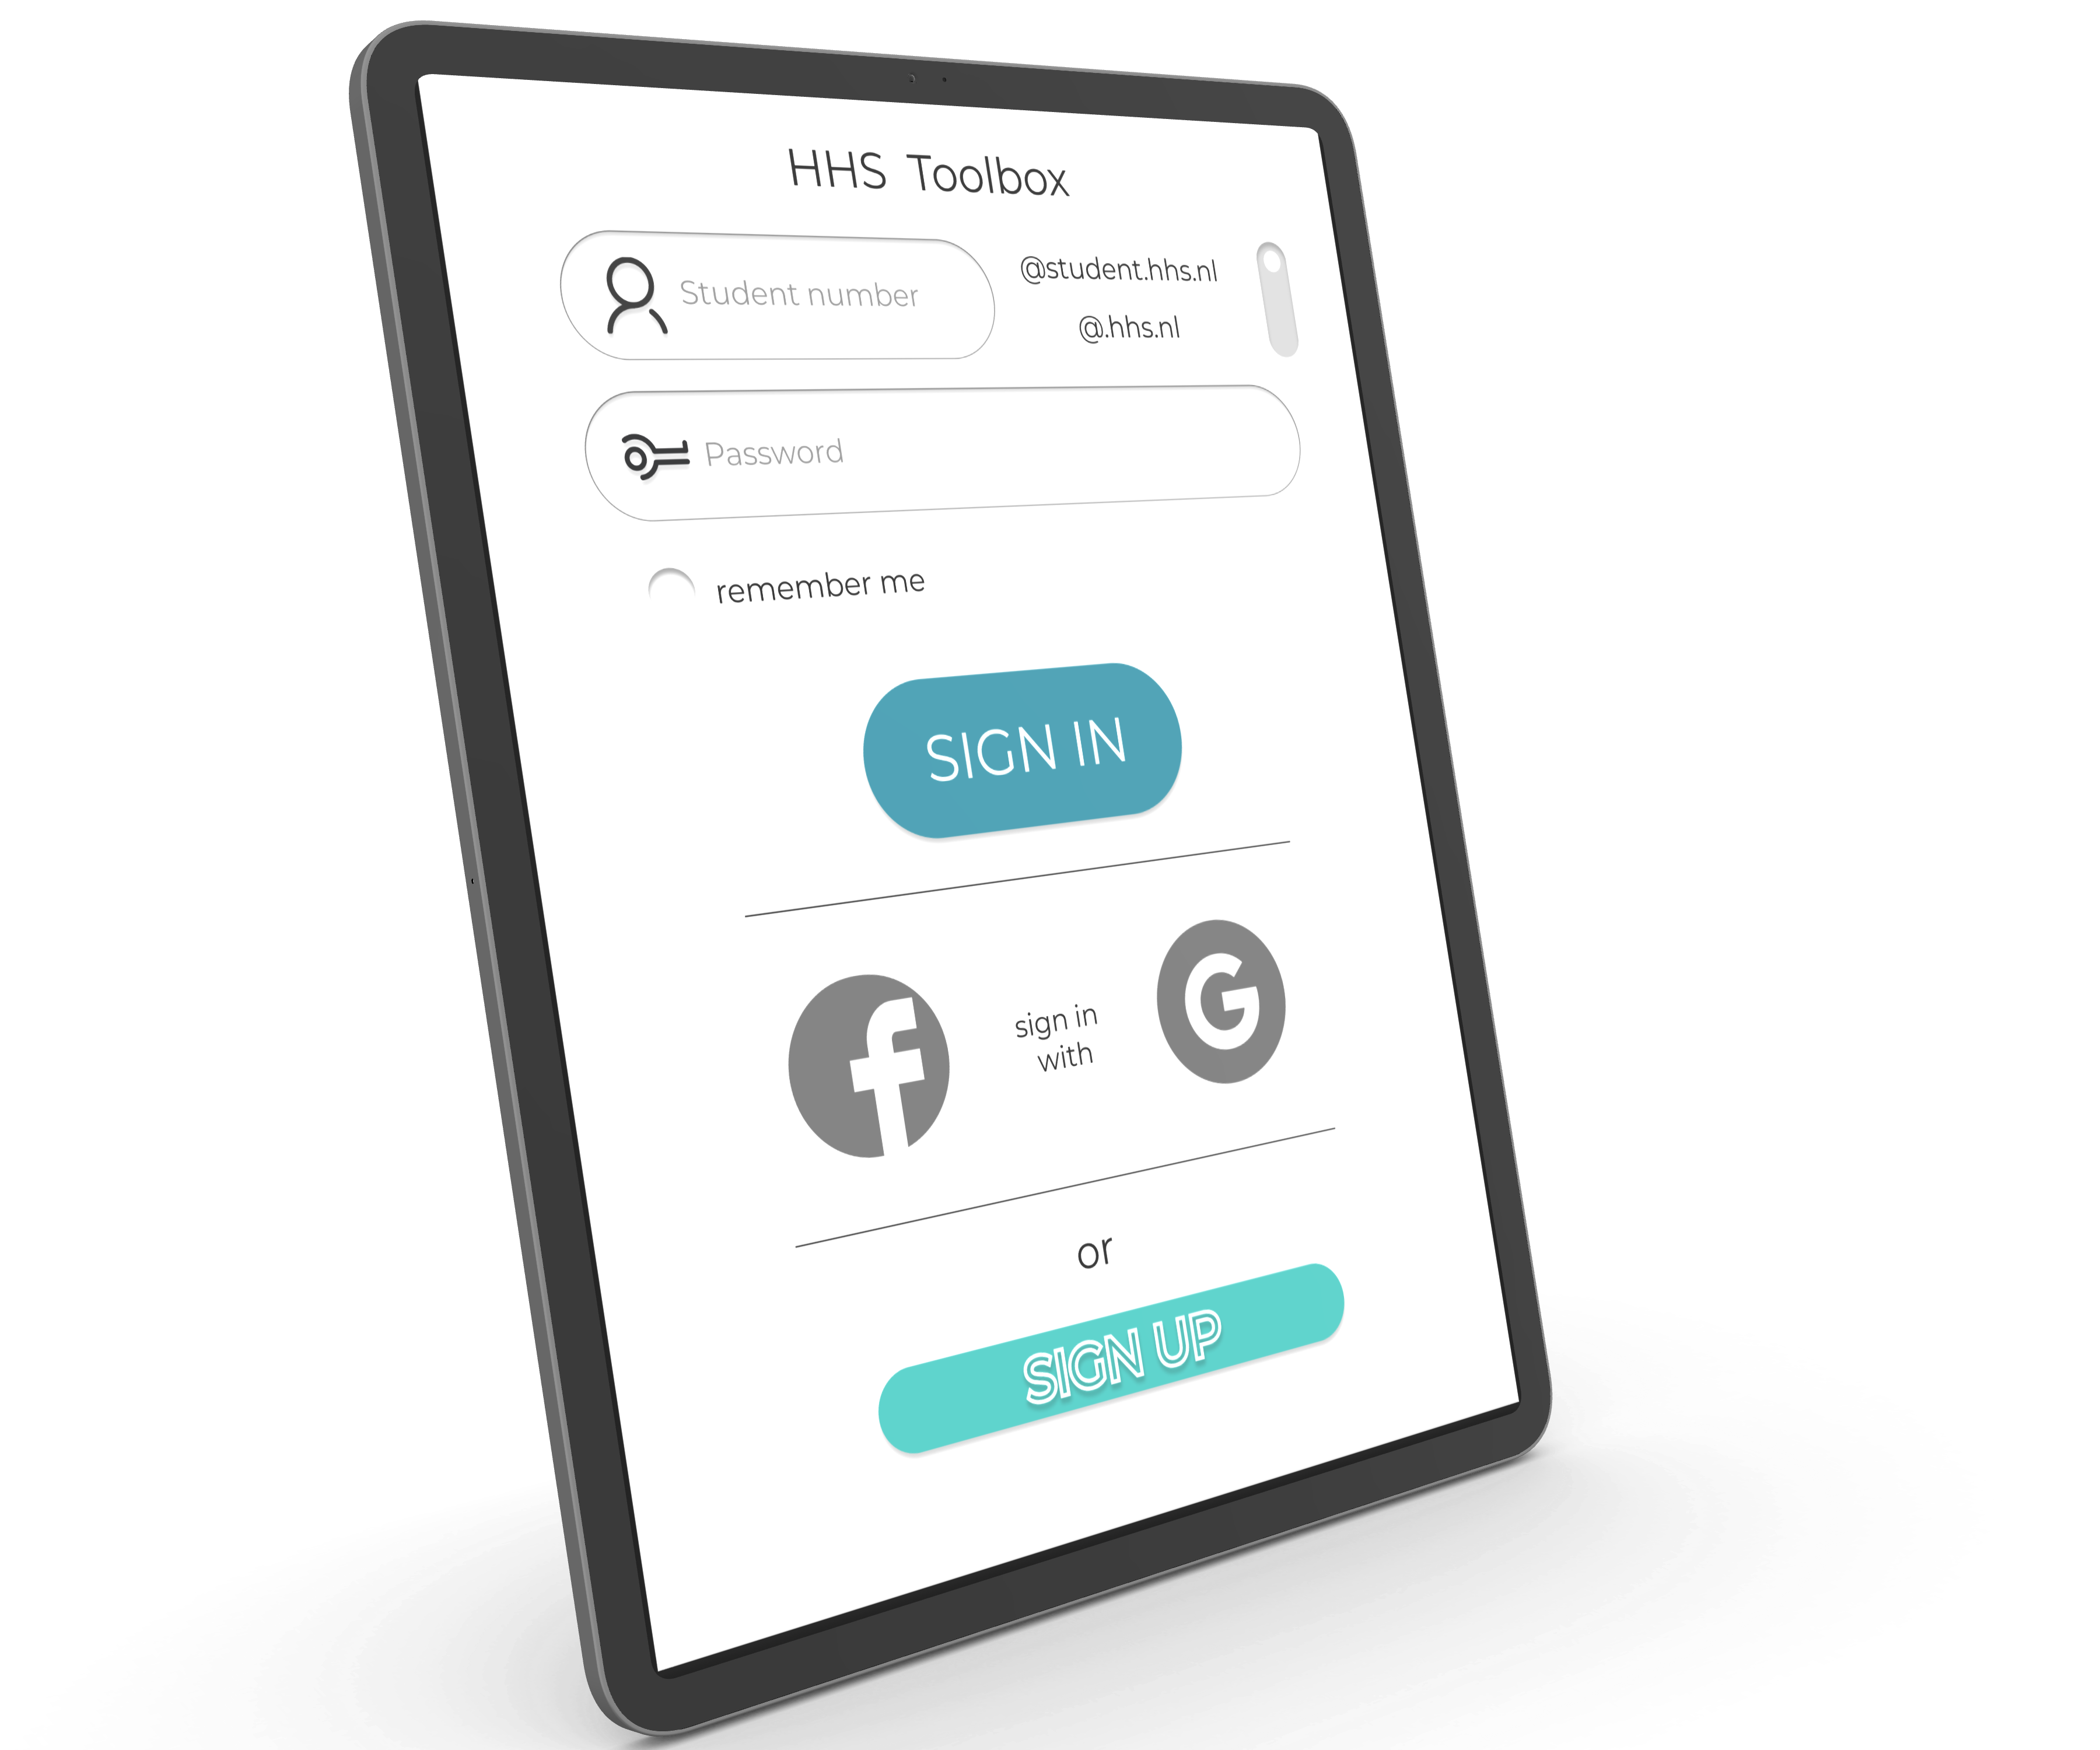 HHS Toolbox
Student number
@student.hhs.nl
@.hhs.nl
Password
remember me
SIGN IN
sign in
with
or
SIGN UP